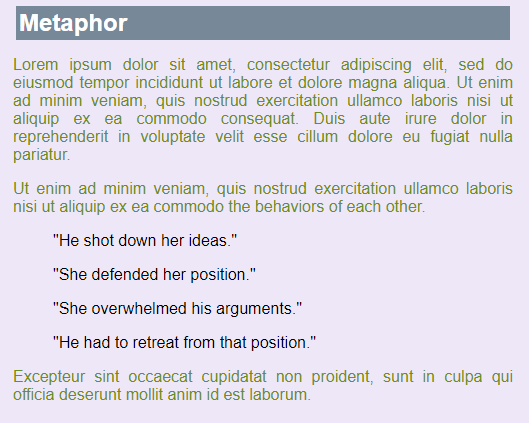 Metaphor
Lorem ipsum dolor sit amet, consectetur adipiscing elit, sed do
eiusmod tempor incididunt ut labore et dolore magna aliqua. Ut enim
ad minim veniam, quis nostrud exercitation ullamco laboris nisi ut
aliquip ex ea commodo consequat. Duis aute irure dolor in
reprehenderit in voluptate velit esse cillum dolore eu fugiat nulla
pariatur.
Ut enim ad minim veniam, quis nostrud exercitation ullamco laboris
nisi ut aliquip ex ea commodo the behaviors of each other.
"He shot down her ideas."
"She defended her position."
"She overwhelmed his arguments."
"He had to retreat from that position."
Excepteur sint occaecat cupidatat non proident, sunt in culpa qui
officia deserunt mollit anim id est laborum.